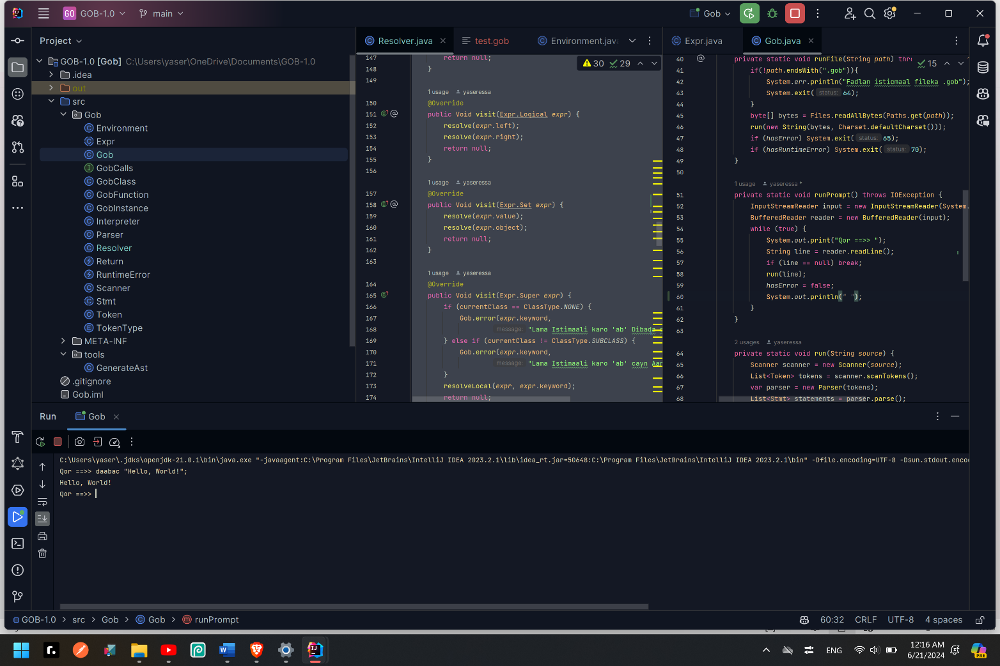 GO GOB-1.0 main Gob
Project
GOB-1.0 [Gob] C:\Users\yaser\OneDrive\Documents\GOB-1.0
.idea
out
src
Gob
Environment
Expr
Gob
GobCalls
GobClass
GobFunction
GobInstance
Interpreter
Parser
Resolver
Return
RuntimeError
Scanner
Stmt
Token
TokenType
META-INF
tools
GenerateAst
.gitignore
Gob.iml
Resolver.java test.gob Environment.java
30 29
147 return null;
148 }
149
1 usage yaseressa
150 @Override
151 public Void visit(Expr.Logical expr) {
152 resolve(expr.left);
153 resolve(expr.right);
154 return null;
155 }
156
1 usage yaseressa
157 @Override
158 public Void visit(Expr.Set expr) {
159 resolve(expr.value);
160 resolve(expr.object);
161 return null;
162 }
163
1 usage yaseressa
164 @Override
165 public Void visit(Expr.Super expr) {
166 if (currentClass == ClassType.NONE) {
167 Gob.error(expr.keyword,
168 message: "Lama Istimaali karo 'ab' Dibada
169 } else if (currentClass != ClassType.SUBCLASS) {
170 Gob.error(expr.keyword,
171 message: "Lama Istimaali karo 'ab' cayn
172 }
173 resolveLocal(expr, expr.keyword);
174 return null;
Expr.java Gob.java
15
40 private static void runFile(String path) thr
41 if(!path.endsWith(".gob")){
42 System.err.println("Fadlan isticmaal fileka .gob");
43 System.exit( status: 64);
44 }
45 byte[] bytes = Files.readAllBytes(Paths.get(path));
46 run(new String(bytes, Charset.defaultCharset()));
47 if (hasError) System.exit( status: 65);
48 if (hasRuntimeError) System.exit( status: 70);
49 }
50
1 usage yaseressa *
51 private static void runPrompt() throws IOException {
52 InputStreamReader input = new InputStreamReader(System.
53 BufferedReader reader = new BufferedReader(input);
54 while (true) {
55 System.out.print("Qor ==>> ");
56 String line = reader.readLine();
57 if (line == null) break;
58 run(line);
59 hasError = false;
60 System.out.println(" ");
61 }
62 }
63
2 usages yaseressa
64 private static void run(String source) {
65 Scanner scanner = new Scanner(source);
66 List<Token> tokens = scanner.scanTokens();
67 var parser = new Parser(tokens);
68 List<Stmt> statements = parser.parse();
Run Gob
C:\Users\yaser\.jdks\openjdk-21.0.1\bin\java.exe "-javaagent:C:\Program Files\JetBrains\IntelliJ IDEA 2023.2.1\lib\idea_rt.jar=50648:C:\Program Files\JetBrains\IntelliJ IDEA 2023.2.1\bin" -Dfile.encoding=UTF-8 -Dsun.stdout.enco
Qor ==>> daabac "Hello, World!";
Hello, World!
Qor ==>>
GOB-1.0 > src > Gob > Gob > runPrompt 60:32 CRLF UTF-8 4 spaces
ENG 12:16 AM
6/21/2024
PRE